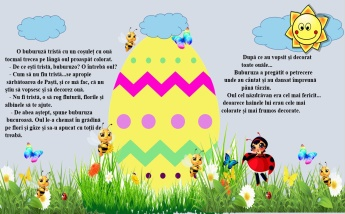 O buburuză tristă cu un coșuleț cu ouă
tocmai trecea pe lângă oul proaspăt colorat.
- De ce ești tristă, buburuzo? O întrebă oul?
- Cum să nu fiu tristă...se apropie
sărbătoarea de Paști, și ce mă fac, că nu
știu să vopsesc și să decorez ouă.
- Nu fi tristă, o să rog fluturii, florile și
albinele să te ajute.
- De abea aștept, spune buburuza
bucuroasă. Oul le-a chemat în grădină
pe flori și gâze și s-a apucat cu toții de
treabă.
După ce au vopsit și decorat
toate ouăle...
Buburuza a pregătit o petrecere
unde au cântat și au dansat împreună
până târziu.
Oul cel năzdrăvan era cel mai fericit...
deoarece hainele lui erau cele mai
colorate și mai frumos decorate.